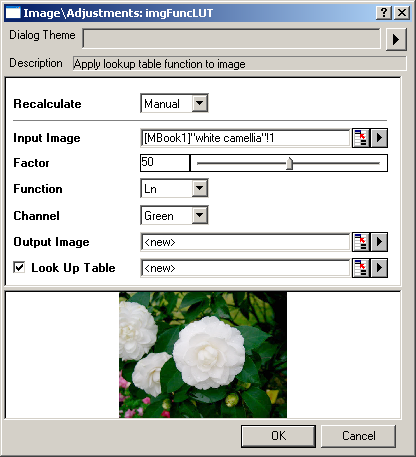 Image\Adjustments: imgFuncLUT
Dialog Theme
Description Apply lookup table function to image
Recalculate Manual
Input Image [MBook1]"white camellia"!1
Factor 50
Function Ln
Channel Green
Output Image <new>
Look Up Table <new>
OK Cancel